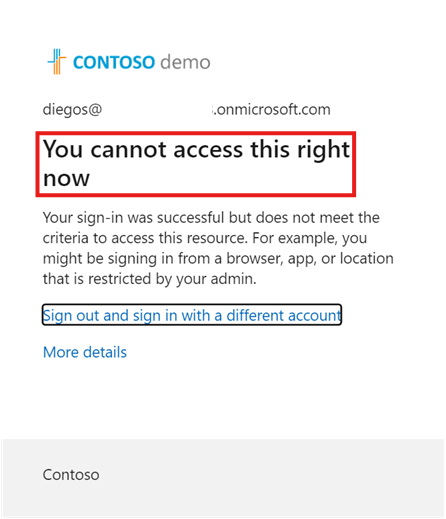 CONTOSO demo
diegos@ .onmicrosoft.com
You cannot access this right
now
Your sign-in was successful but does not meet the
criteria to access this resource. For example, you
might be signing in from a browser, app, or location
that is restricted by your admin.
Sign out and sign in with a different account
More details
Contoso